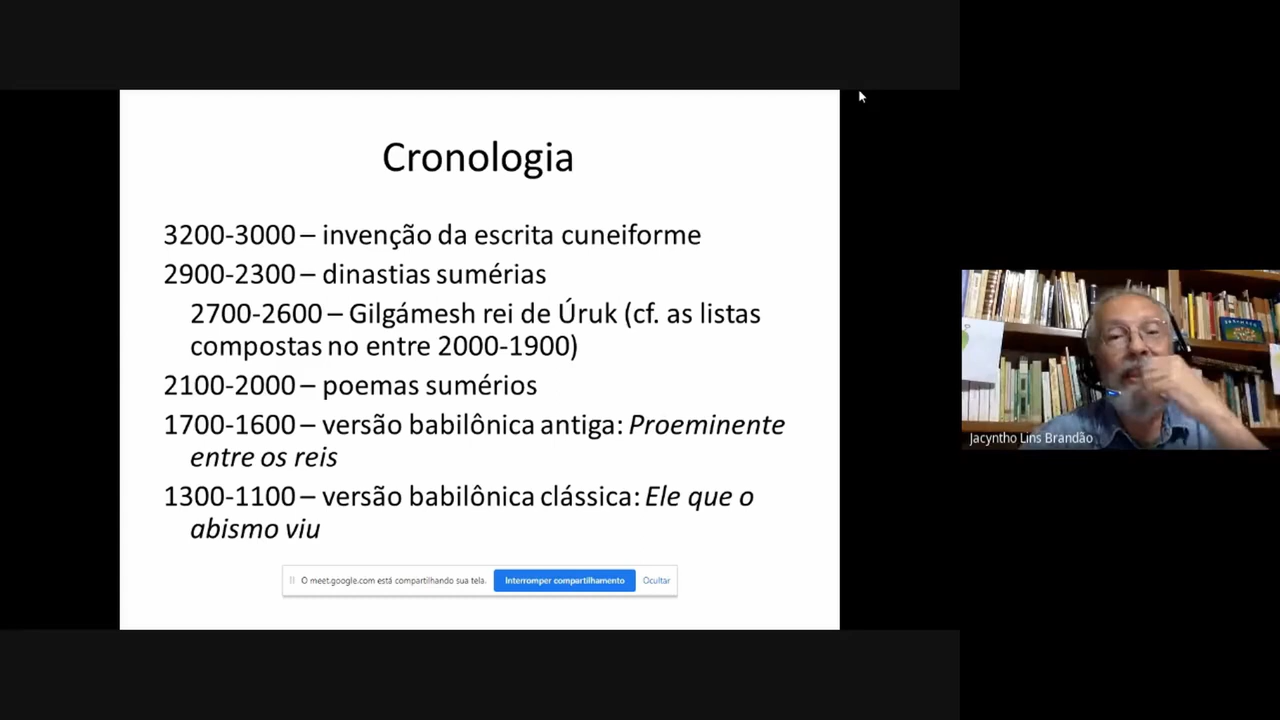 Cronologia
3200-3000 – invenção da escrita cuneiforme
2900-2300 – dinastias sumérias
2700-2600 – Gilgámesh rei de Úruk (cf. as listas
compostas no entre 2000-1900)
2100-2000 – poemas sumérios
1700-1600 – versão babilônica antiga: Proeminente
entre os reis
1300-1100 – versão babilônica clássica: Ele que o
abismo viu
O meet.google.com está compartilhando sua tela. Interromper compartilhamento Ocultar
Jacyntho Lins Brandão